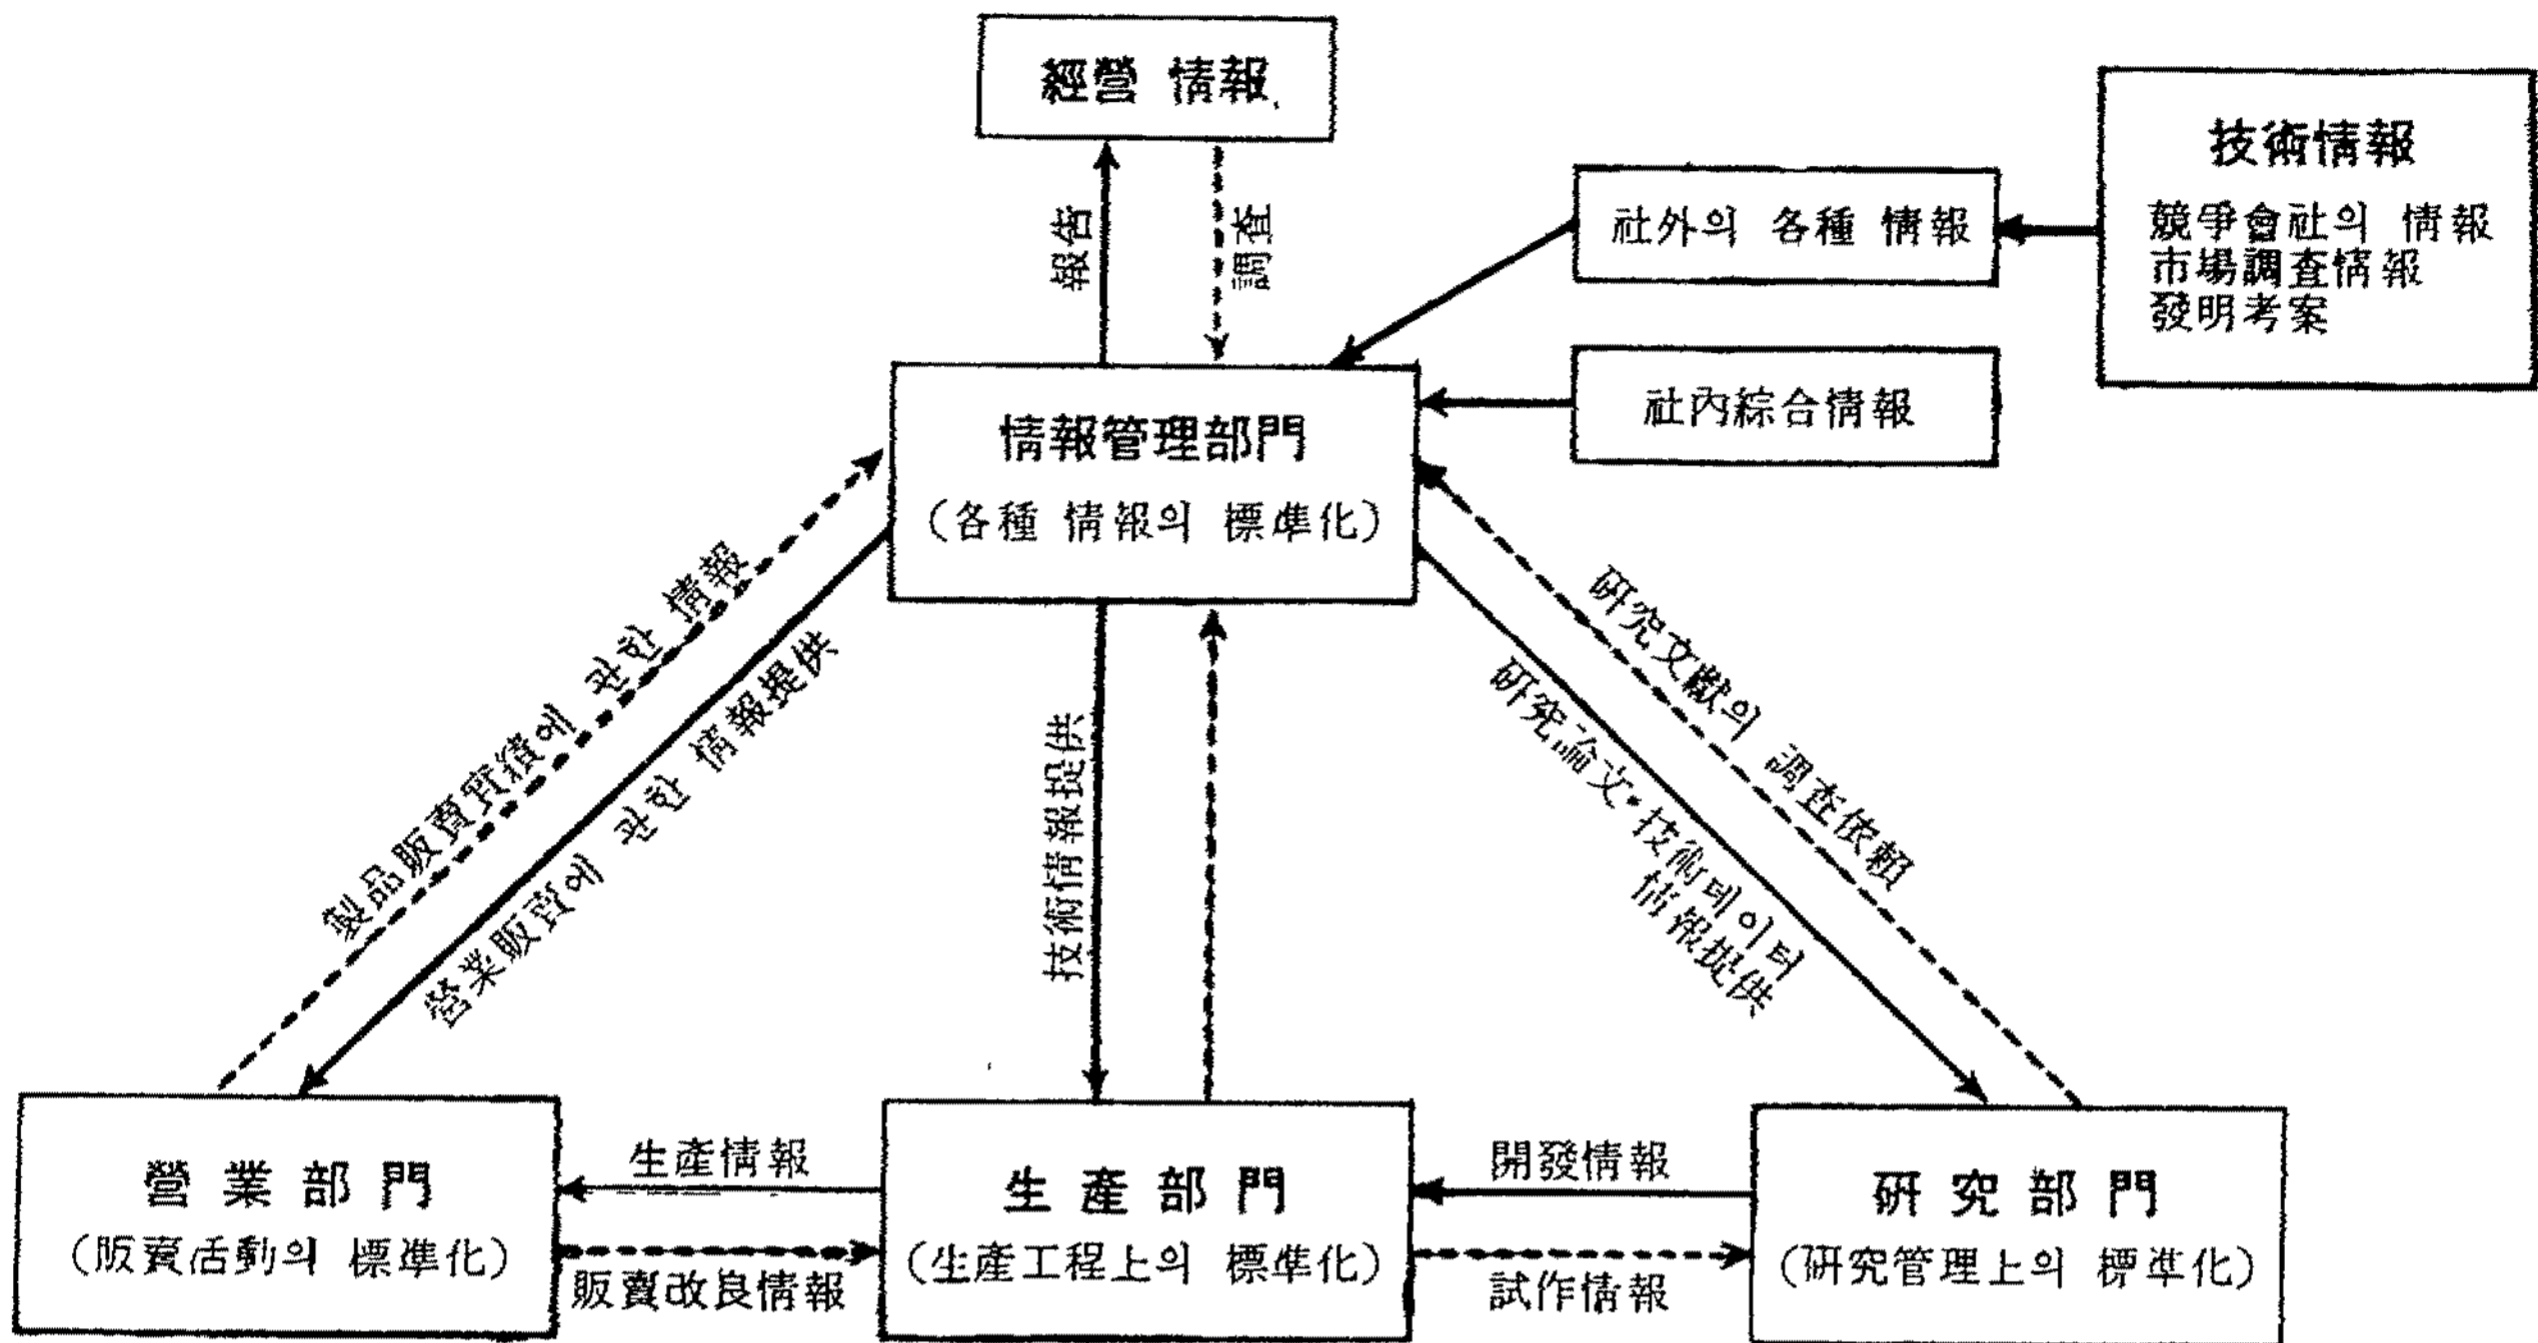 經營 情報
技術情報
競爭會社의 情報
市場調査情報
發明考案
社外의 各種 情報
報告
調査
社內綜合情報
情報管理部門
(各種 情報의 標準化)
製品販賣實績에 관한 情報
營業販賣에 관한 情報提供
技術情報提供
研究文獻의 調査依賴
研究論文·技術데이터
情報提供
營業部門
(販賣活動의 標準化)
生產情報
販賣改良情報
生產部門
(生產工程上의 標準化)
開發情報
試作情報
研究部門
(研究管理上의 標準化)